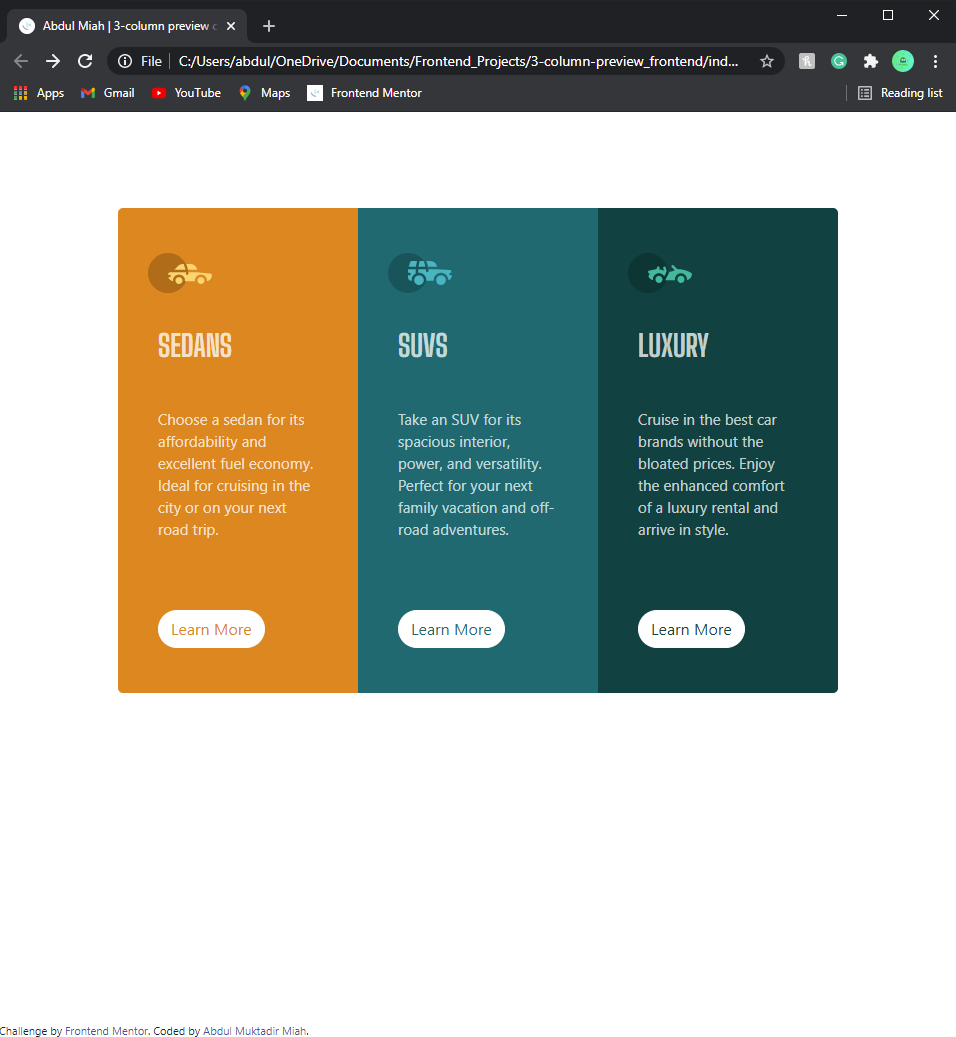 Abdul Miah | 3-column preview
File
C:/Users/abdul/OneDrive/Documents/Frontend_Projects/3-column-preview_frontend/ind...
Apps
Gmail
YouTube
Maps
Frontend Mentor
Reading list
SEDANS
Choose a sedan for its
affordability and
excellent fuel economy.
Ideal for cruising in the
city or on your next
road trip.
Learn More
SUVS
Take an SUV for its
spacious interior,
power, and versatility.
Perfect for your next
family vacation and off-
road adventures.
Learn More
LUXURY
Cruise in the best car
brands without the
bloated prices. Enjoy
the enhanced comfort
of a luxury rental and
arrive in style.
Learn More
Challenge by Frontend Mentor. Coded by Abdul Muktadir Miah.